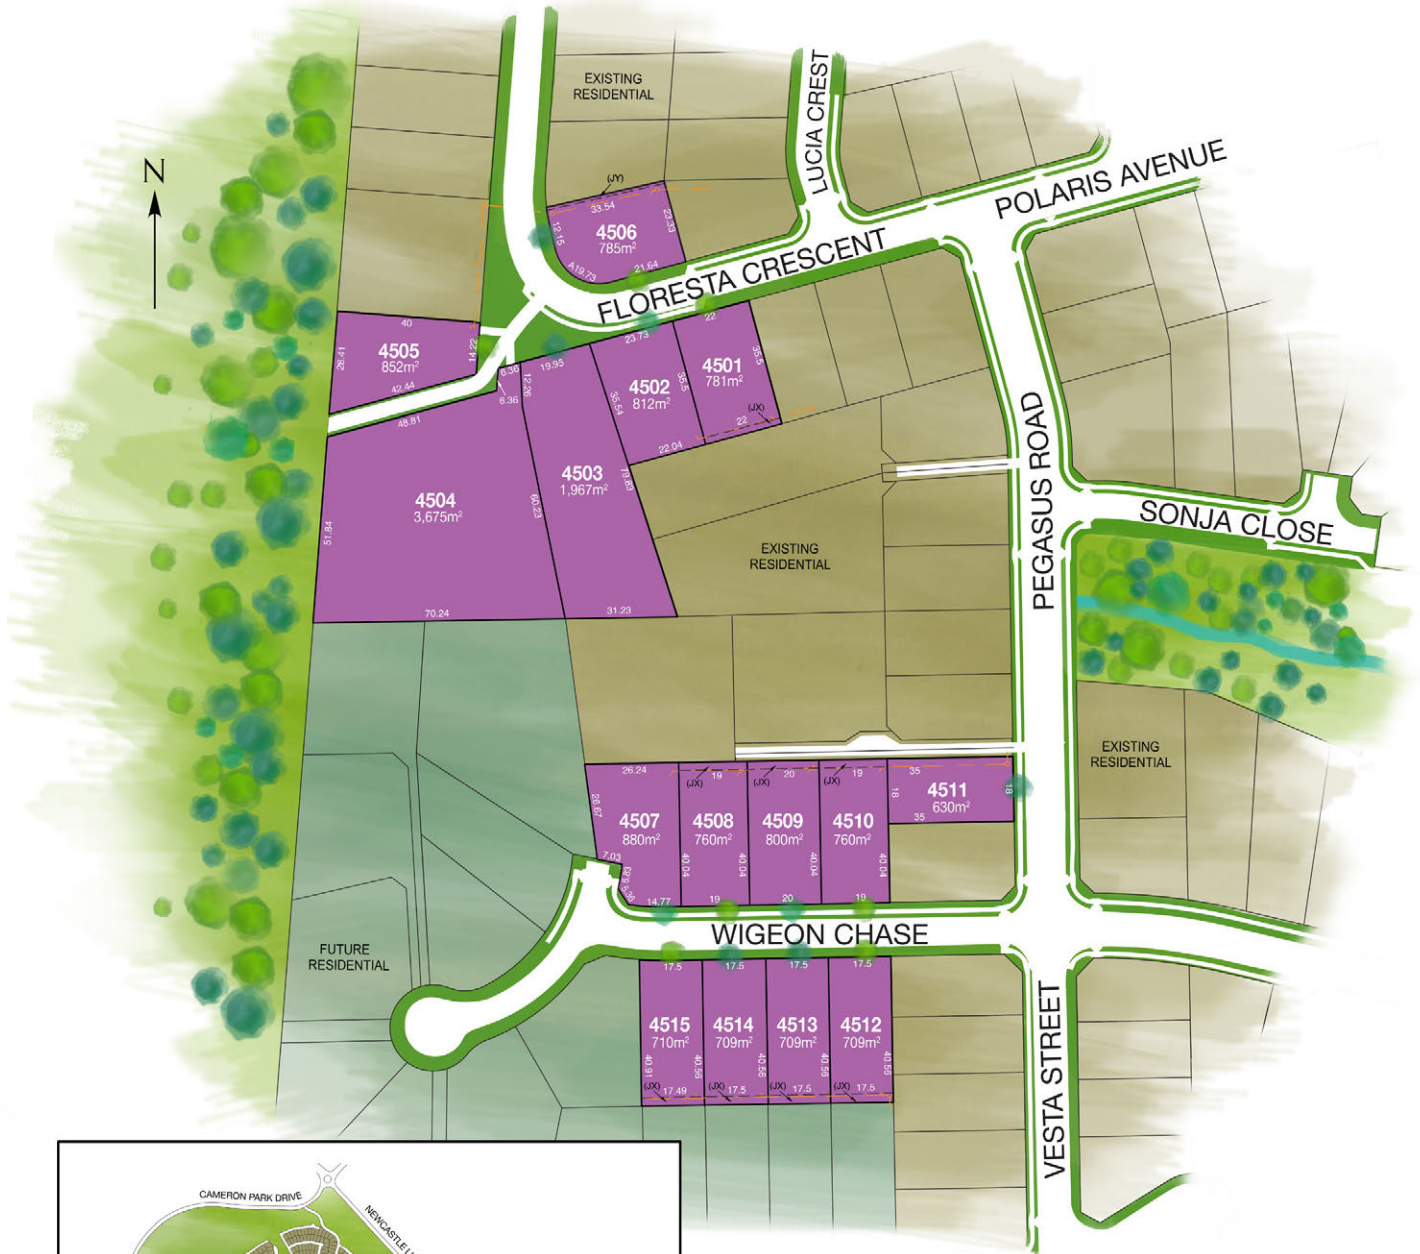 EXISTING
RESIDENTIAL
LUCIA CREST
POLARIS AVENUE
N
(JY)
33.54
12.15
4506
785m²
23.33
A19.73
21.64
FLORESTA CRESCENT
40
28.41
4505
852m²
14.22
42.44
48.81
6.36
6.36
12.26
19.95
23.73
22
35.54
4502
812m²
35.5
4501
781m²
35.5
(JX)
22
22.04
4503
1,967m²
79.83
60.23
4504
3,675m²
51.84
70.24
31.23
EXISTING
RESIDENTIAL
PEGASUS ROAD
SONJA CLOSE
EXISTING
RESIDENTIAL
26.24
26.67
4507
880m²
7.03
14.77
(JX)
19
4508
760m²
40.04
19
(JX)
20
4509
800m²
40.04
20
(JX)
19
4510
760m²
40.04
19
40.04
35
18
4511
630m²
18
35
WIGEON CHASE
FUTURE
RESIDENTIAL
17.5
17.5
17.5
17.5
4515
710m²
4514
709m²
4513
709m²
4512
709m²
40.91
40.56
40.56
40.56
40.56
(JX)
17.49
(JX)
17.5
(JX)
17.5
(JX)
17.5
VESTA STREET
CAMERON PARK DRIVE
NEWCASTLE